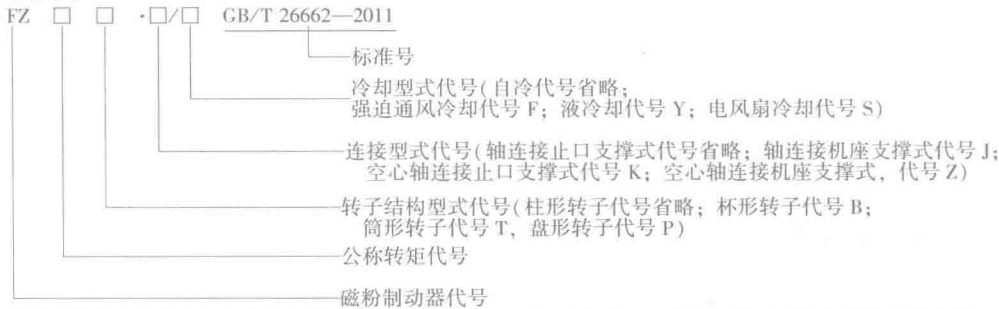 FZ □ □ ·□/□ GB/T 26662—2011
标准号
冷却型式代号(自冷代号省略;
强迫通风冷却代号 F; 液冷却代号 Y; 电风扇冷却代号 S)
连接型式代号(轴连接止口支撑式代号省略; 轴连接机座支撑式代号 J;
空心轴连接止口支撑式代号 K; 空心轴连接机座支撑式、代号 Z)
转子结构型式代号(柱形转子代号省略; 杯形转子代号 B;
筒形转子代号 T、盘形转子代号 P)
公称转矩代号
磁粉制动器代号